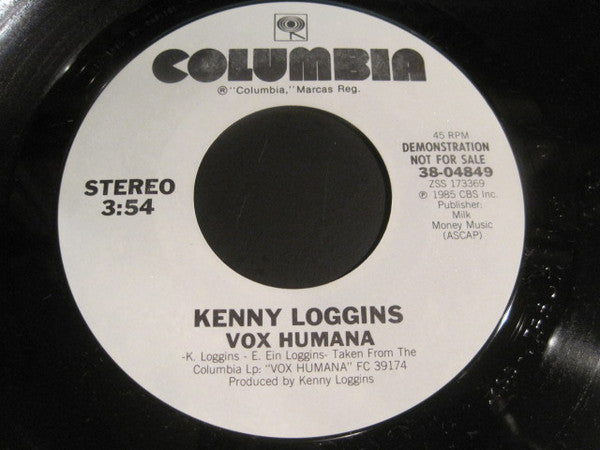 COLUMBIA
® "Columbia," Marcas Reg.
STEREO
3:54
45 RPM
DEMONSTRATION
NOT FOR SALE
38-04849
ZSS 173369
℗ 1985 CBS Inc.
Publisher:
Milk
Money Music
(ASCAP)
KENNY LOGGINS
VOX HUMANA
-K. Loggins - E. Ein Loggins- Taken From The
Columbia Lp: "VOX HUMANA" FC 39174
Produced by Kenny Loggins